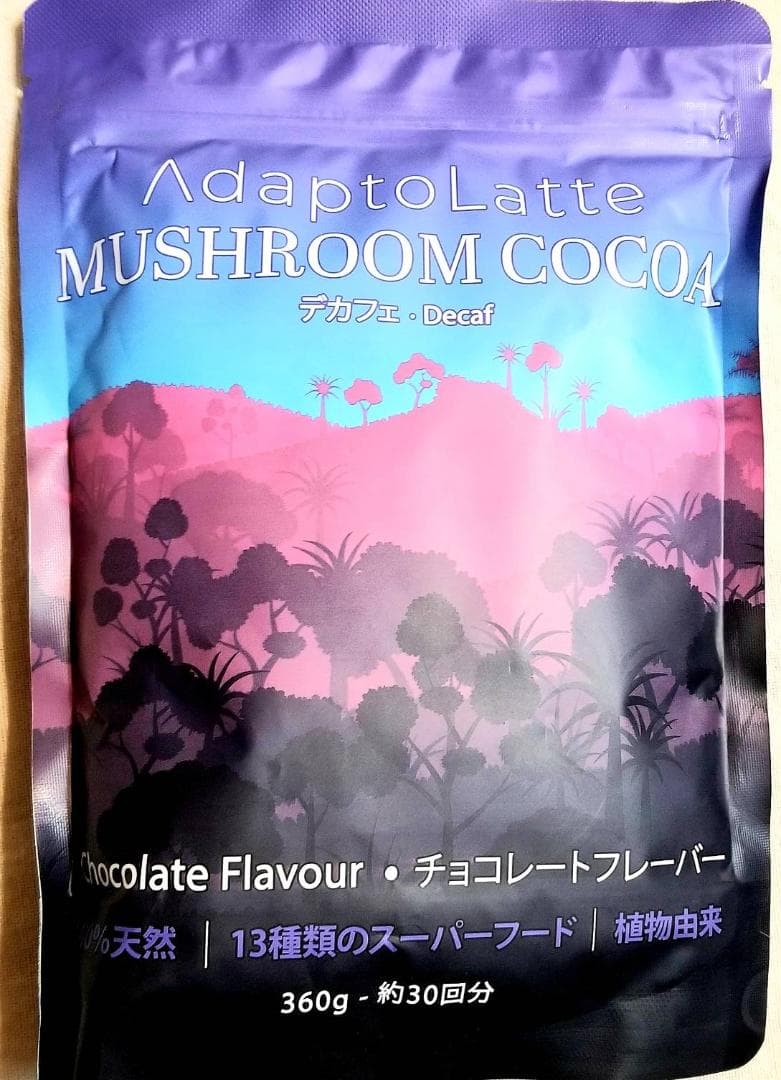 AdaptoLatte
MUSHROOM COCOA
デカフェ・Decaf
Chocolate Flavour • チョコレートフレーバー
0%天然 | 13種類のスーパーフード | 植物由来
360g - 約30回分